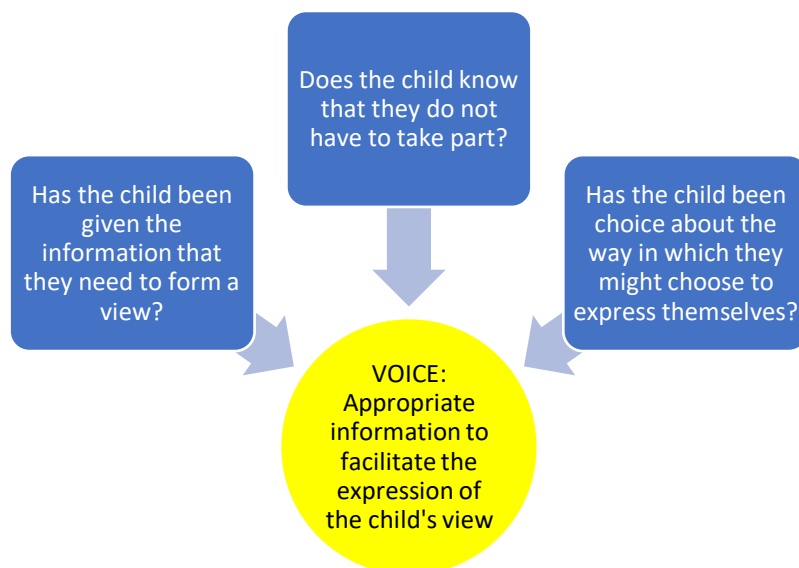 Does the child know
that they do not
have to take part?
Has the child been
given the
information that
they need to form a
view?
Has the child been
choice about the
way in which they
might choose to
express themselves?
VOICE:
Appropriate
information to
facilitate the
expression of
the child's view